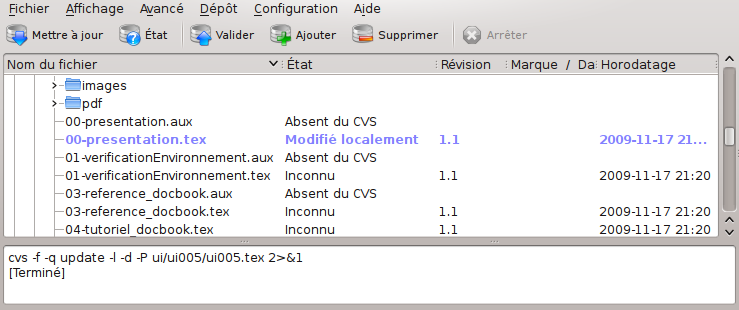 Fichier Affichage Avancé Dépôt Configuration Aide
Mettre à jour État Valider Ajouter Supprimer Arrêter
Nom du fichier État Révision Marque / Da Horodatage
images
pdf
00-presentation.aux Absent du CVS
00-presentation.tex Modifié localement 1.1 2009-11-17 21...
01-verificationEnvironnement.aux Absent du CVS
01-verificationEnvironnement.tex Inconnu 1.1 2009-11-17 21:20
03-reference_docbook.aux Absent du CVS
03-reference_docbook.tex Inconnu 1.1 2009-11-17 21:20
04-tutoriel_docbook.tex Inconnu 1.1 2009-11-17 21:20
cvs -f -q update -l -d -P ui/ui005/ui005.tex 2>&1
[Terminé]